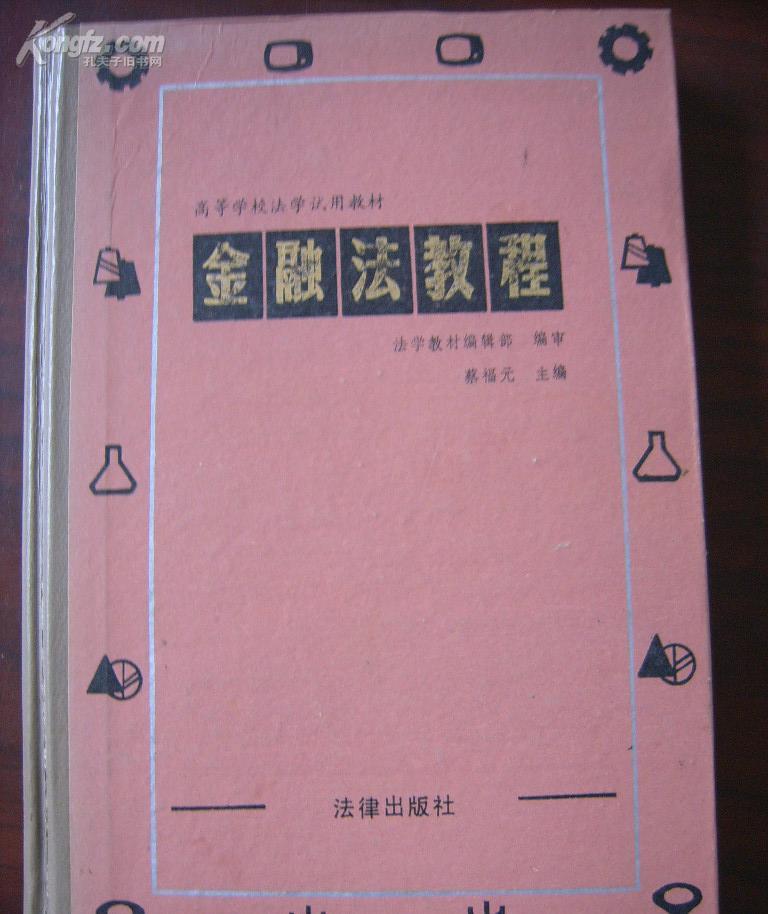 Kongfz.com
孔夫子旧书网
高等学校法学试用教材
金融法教程
法学教材编辑部 编审
蔡福元 主编
法律出版社